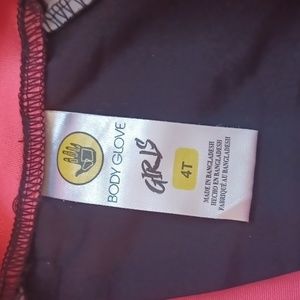 BODY GLOVE
GIRLS
4T
MADE IN BANGLADESH
HECHO EN BANGLADESH
FABRIQUÉ AU BANGLADESH